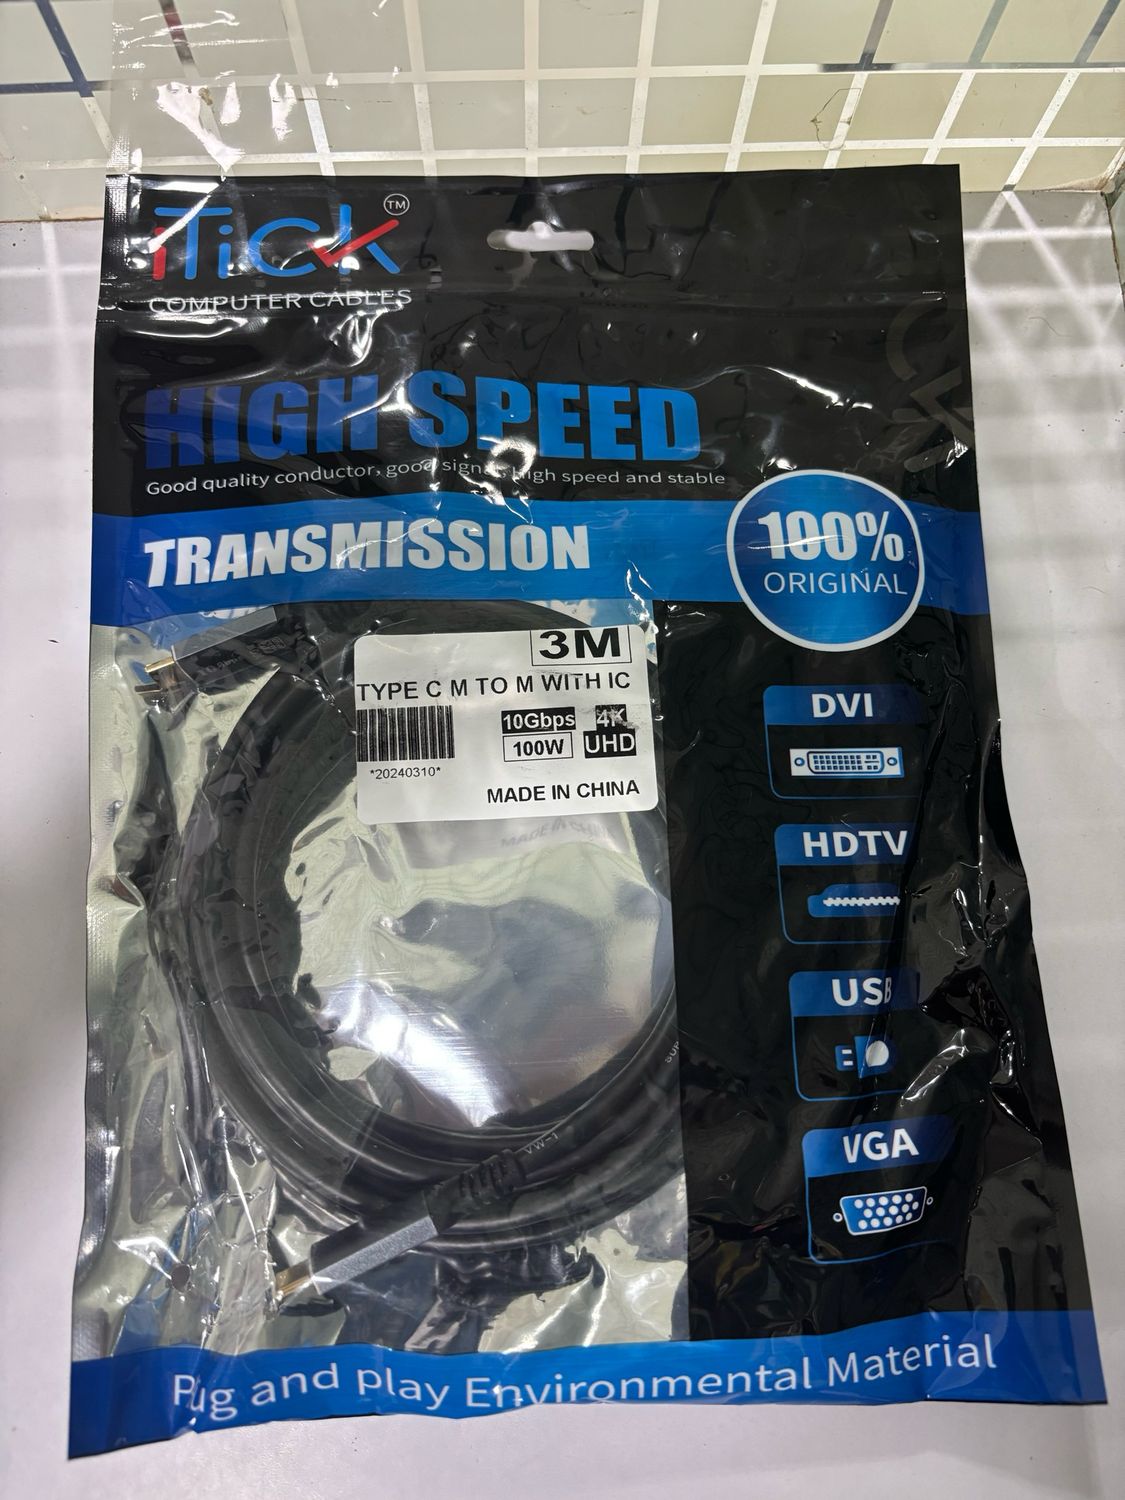 iTick TM
COMPUTER CABLES
HIGH SPEED
Good quality conductor, good signal, high speed and stable
TRANSMISSION
100%
ORIGINAL
3M
TYPE C M TO M WITH IC
10Gbps 4K
100W UHD
*20240310*
MADE IN CHINA
DVI
HDTV
USB
VGA
VW-1
Plug and play Environmental Material